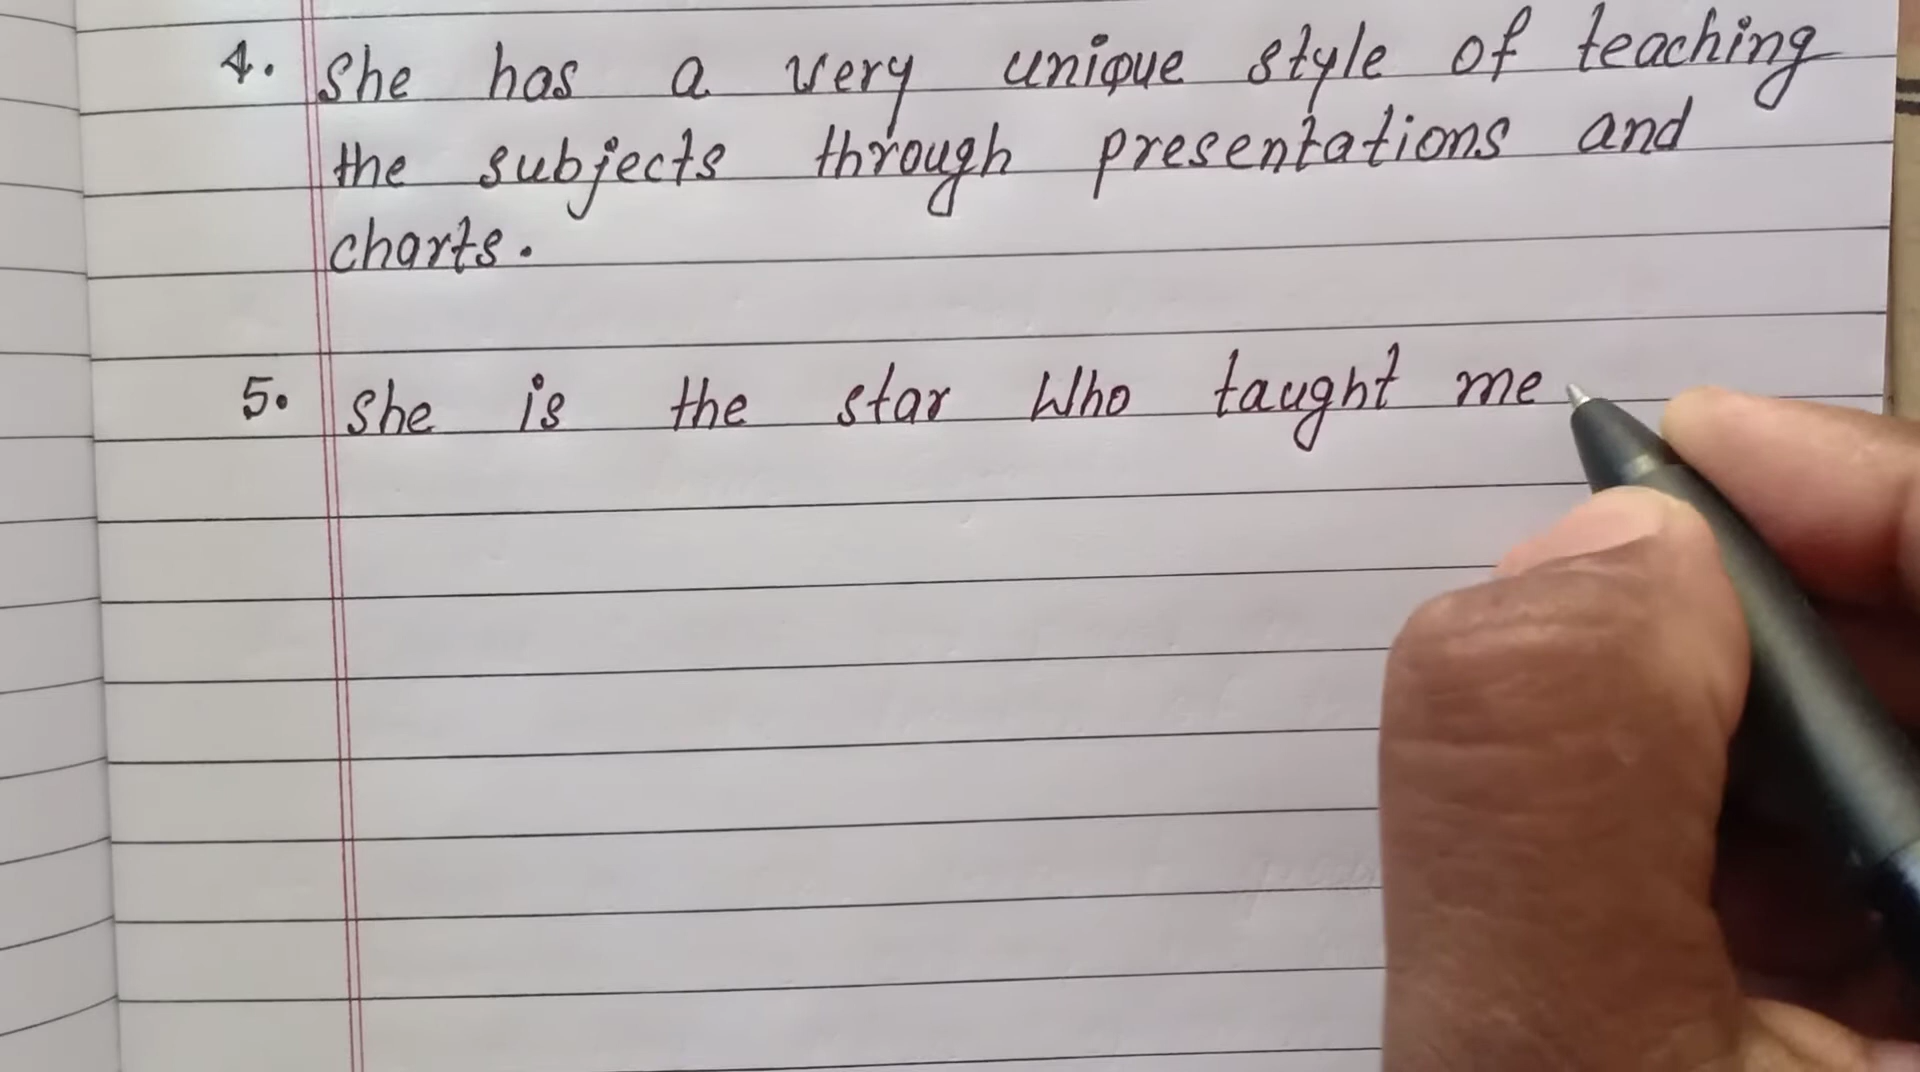 4. She has a very unique style of teaching
the subjects through presentations and
charts.
5. She is the star Who taught me